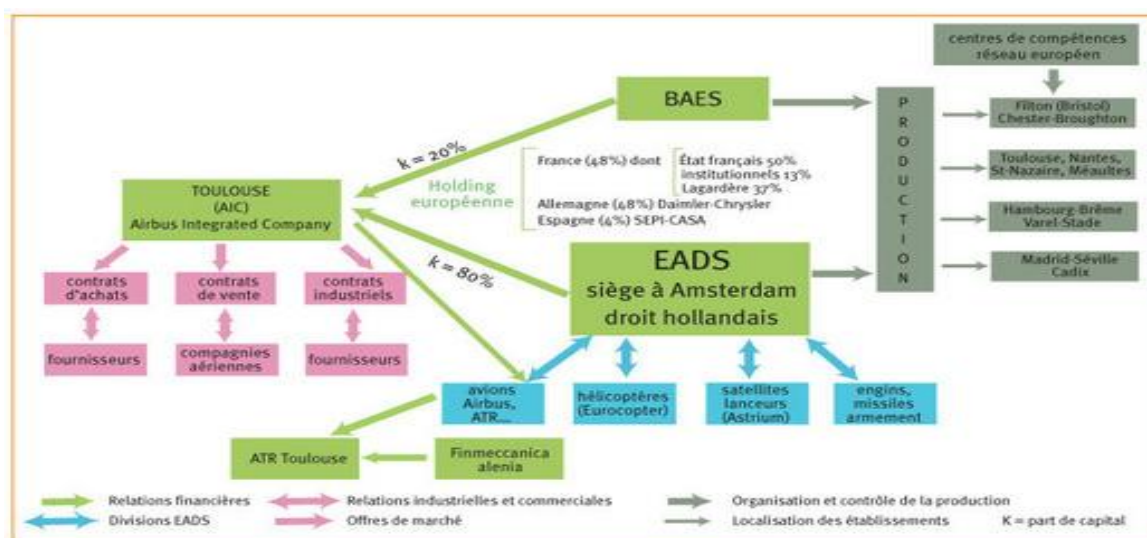 centres de compétences
réseau européen
BAES
PRODUCTION
Filton (Bristol)
Chester-Broughton
k = 20%
Holding
européenne
France (48%) dont
État français 50%
institutionnels 13%
Lagardère 37%
Allemagne (48%) Daimler-Chrysler
Espagne (4%) SEPI-CASA
Toulouse, Nantes,
St-Nazaire, Méaultes
TOULOUSE
(AIC)
Airbus Integrated Company
Hambourg-Brême
Varel-Stade
k = 80%
EADS
siège à Amsterdam
droit hollandais
Madrid-Séville
Cadix
contrats
d'achats
contrats
de vente
contrats
industriels
fournisseurs
compagnies
aériennes
fournisseurs
avions
Airbus,
ATR...
hélicoptères
(Eurocopter)
satellites
lanceurs
(Astrium)
engins,
missiles
armement
ATR Toulouse
Finmeccanica
alenia
Relations financières
Relations industrielles et commerciales
Organisation et contrôle de la production
Divisions EADS
Offres de marché
Localisation des établissements
K = part de capital